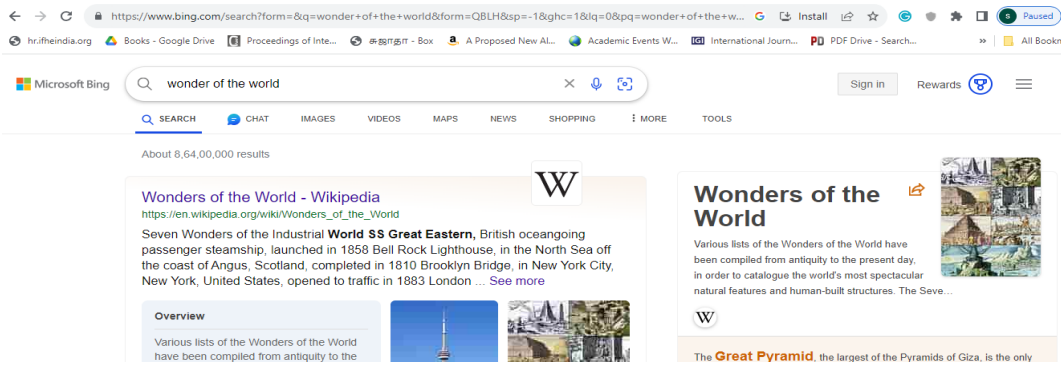 https://www.bing.com/search?form=&q=wonder+of+the+world&form=QBLH&sp=-1&ghc=1&lq=0&pq=wonder+of+the+w... Install Paused
hr.ifheindia.org Books - Google Drive Proceedings of Inte... சுஜாதா - Box A Proposed New Al... Academic Events W... International Journ... PDF Drive - Search... » All Bookn
Microsoft Bing wonder of the world Sign in Rewards
SEARCH CHAT IMAGES VIDEOS MAPS NEWS SHOPPING MORE TOOLS
About 8,64,00,000 results
W
Wonders of the World - Wikipedia
https://en.wikipedia.org/wiki/Wonders_of_the_World
Seven Wonders of the Industrial World SS Great Eastern, British oceangoing
passenger steamship, launched in 1858 Bell Rock Lighthouse, in the North Sea off
the coast of Angus, Scotland, completed in 1810 Brooklyn Bridge, in New York City,
New York, United States, opened to traffic in 1883 London ... See more
Overview
Various lists of the Wonders of the World
have been compiled from antiquity to the
Wonders of the
World
Various lists of the Wonders of the World have
been compiled from antiquity to the present day,
in order to catalogue the world's most spectacular
natural features and human-built structures. The Seve...
W
The Great Pyramid, the largest of the Pyramids of Giza, is the only